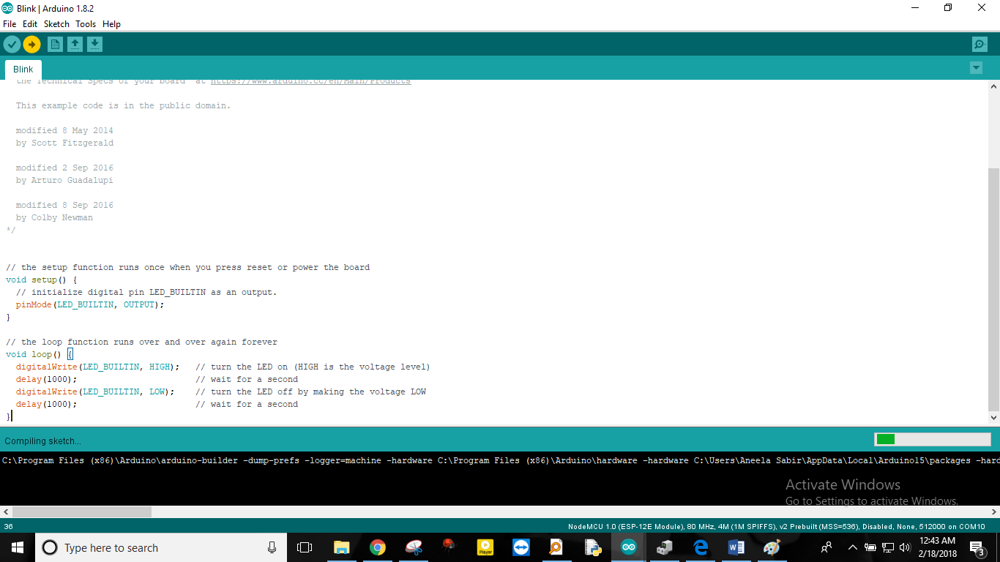 Blink | Arduino 1.8.2
File Edit Sketch Tools Help
Blink
the Technical Specs of your board at https://www.arduino.cc/en/Main/Products
This example code is in the public domain.
modified 8 May 2014
by Scott Fitzgerald
modified 2 Sep 2016
by Arturo Guadalupi
modified 8 Sep 2016
by Colby Newman
*/
// the setup function runs once when you press reset or power the board
void setup() {
// initialize digital pin LED_BUILTIN as an output.
pinMode(LED_BUILTIN, OUTPUT);
}
// the loop function runs over and over again forever
void loop() {
digitalWrite(LED_BUILTIN, HIGH); // turn the LED on (HIGH is the voltage level)
delay(1000); // wait for a second
digitalWrite(LED_BUILTIN, LOW); // turn the LED off by making the voltage LOW
delay(1000); // wait for a second
}
Compiling sketch...
C:\Program Files (x86)\Arduino\arduino-builder -dump-prefs -logger=machine -hardware C:\Program Files (x86)\Arduino\hardware -hardware C:\Users\Aneela Sabir\AppData\Local\Arduino15\packages -hard
Activate Windows
Go to Settings to activate Windows.
36
NodeMCU 1.0 (ESP-12E Module), 80 MHz, 4M (1M SPIFFS), v2 Prebuilt (MSS=536), Disabled, None, 512000 on COM10
Type here to search
Player
12:43 AM
2/18/2018
3